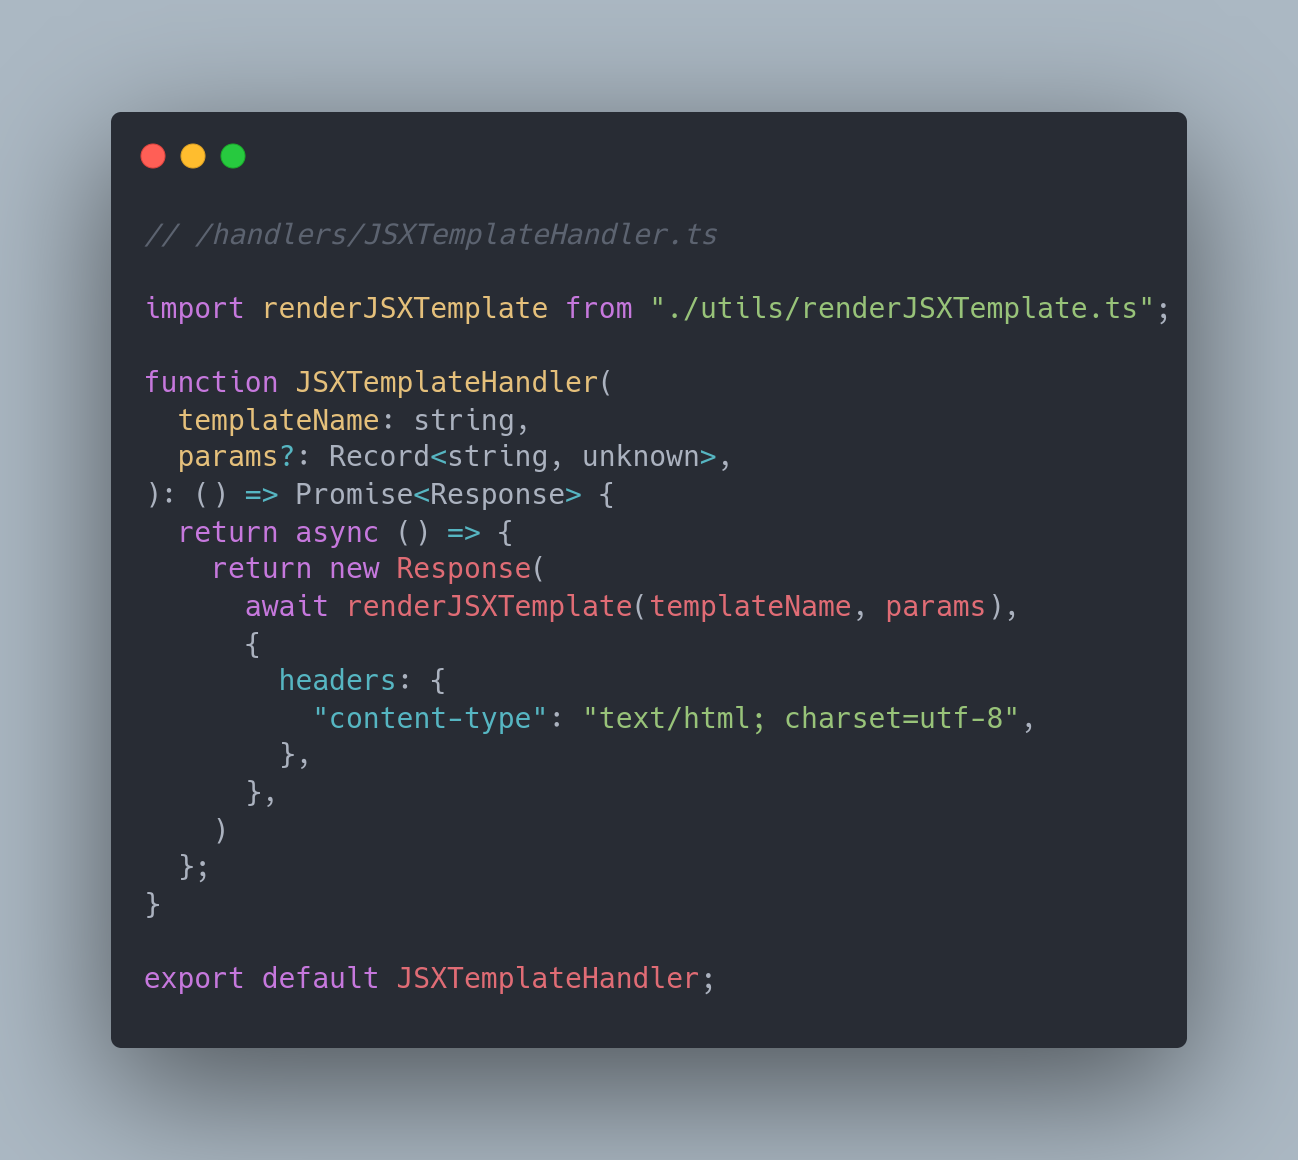 // /handlers/JSXTemplateHandler.ts

import renderJSXTemplate from "./utils/renderJSXTemplate.ts";

function JSXTemplateHandler(
  templateName: string,
  params?: Record<string, unknown>,
): () => Promise<Response> {
  return async () => {
    return new Response(
      await renderJSXTemplate(templateName, params),
      {
        headers: {
          "content-type": "text/html; charset=utf-8",
        },
      },
    )
  };
}

export default JSXTemplateHandler;